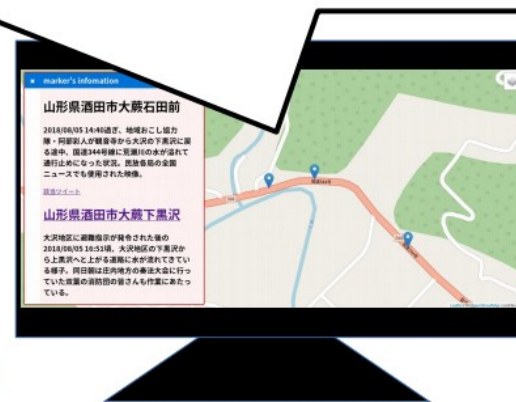 marker's infomation
山形県酒田市大蕨石田前
2018/08/05 14:40過ぎ、地域おこし協力
隊・阿部彩人が観音寺から大沢の下黒沢に戻
る途中、国道344号線に荒瀬川の水が溢れて
通行止めになった状況。民放各局の全国
ニュースでも使用された映像。
該当ツイート
山形県酒田市大蕨下黒沢
大沢地区に避難指示が発令された後の
2018/08/05 16:51頃、大沢地区の下黒沢か
ら上黒沢へと上がる道路に水が流れてきてい
る様子。同日朝は庄内地方の奏法大会に行っ
ていた双葉の消防団の皆さんも作業にあたっ
ている。